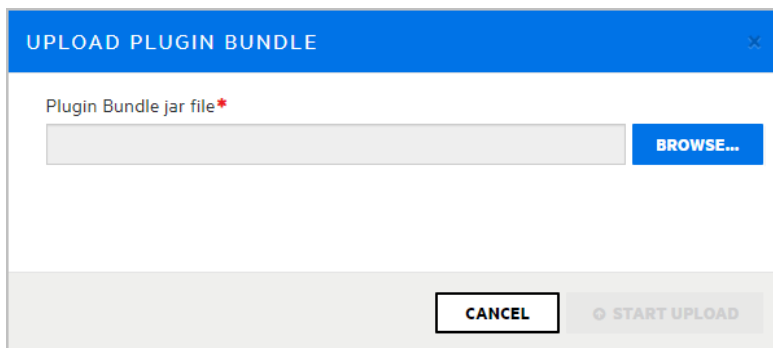 UPLOAD PLUGIN BUNDLE
Plugin Bundle jar file*
BROWSE...
CANCEL
START UPLOAD